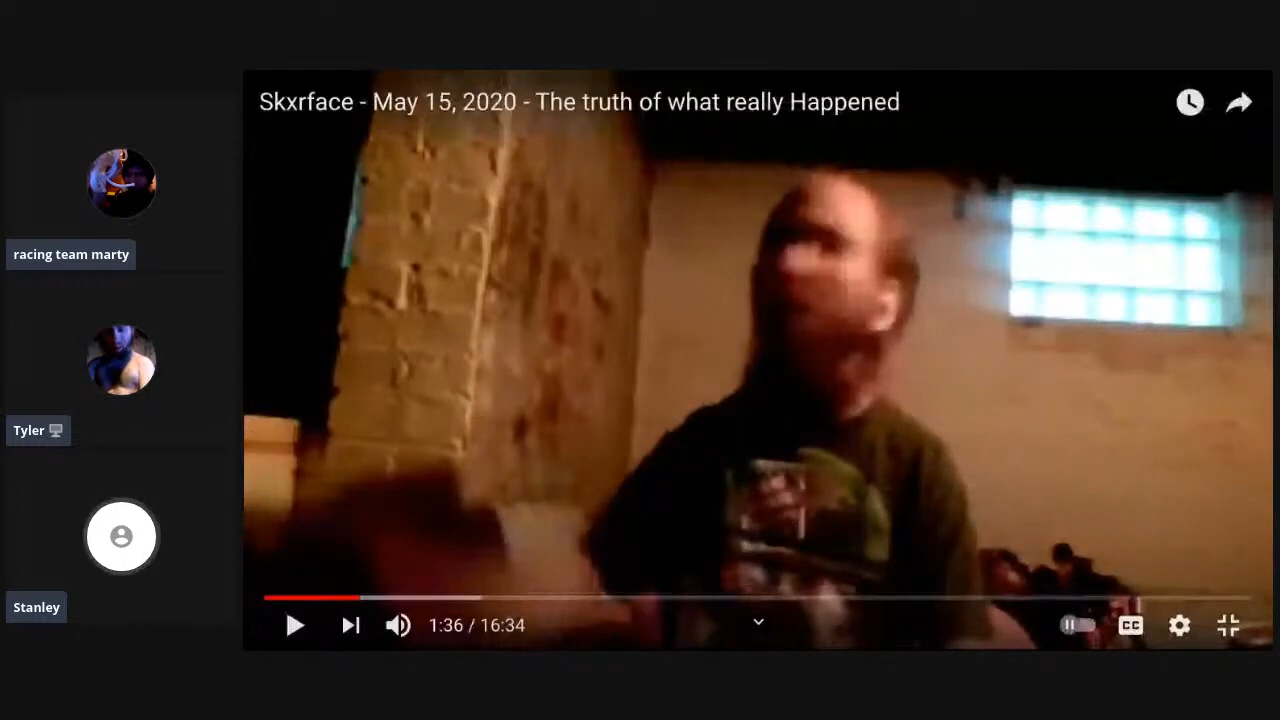 Skxrface - May 15, 2020 - The truth of what really Happened
racing team marty
Tyler
Stanley
1:36 / 16:34
CC